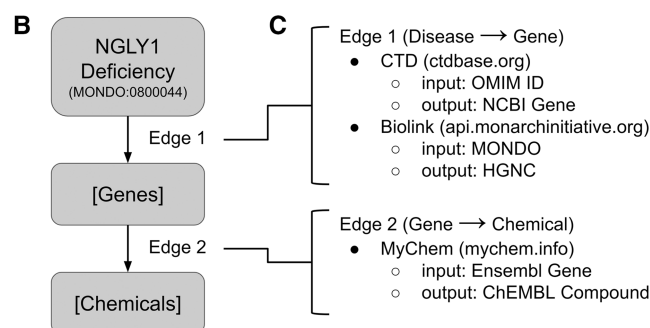 B
NGLY1
Deficiency
(MONDO:0800044)
Edge 1
[Genes]
Edge 2
[Chemicals]
C
Edge 1 (Disease → Gene)
● CTD (ctdbase.org)
○ input: OMIM ID
○ output: NCBI Gene
● Biolink (api.monarchinitiative.org)
○ input: MONDO
○ output: HGNC
Edge 2 (Gene → Chemical)
● MyChem (mychem.info)
○ input: Ensembl Gene
○ output: ChEMBL Compound